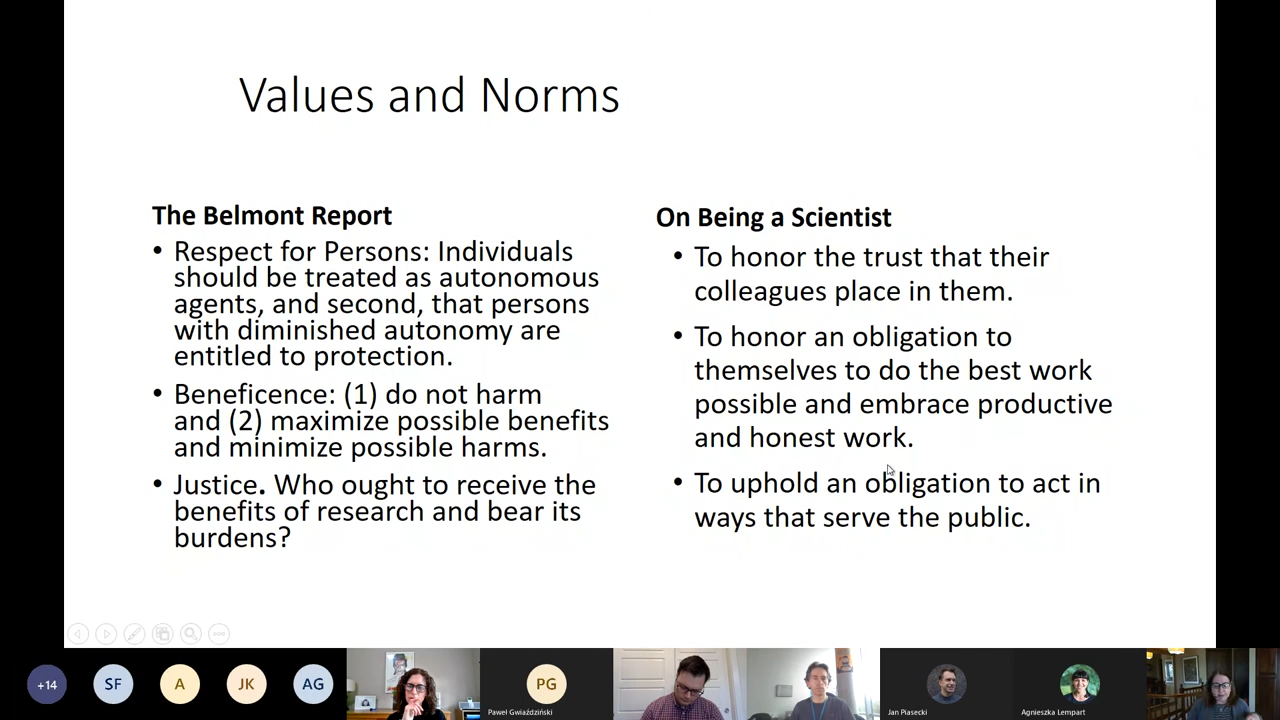 Values and Norms
The Belmont Report
• Respect for Persons: Individuals
should be treated as autonomous
agents, and second, that persons
with diminished autonomy are
entitled to protection.
• Beneficence: (1) do not harm
and (2) maximize possible benefits
and minimize possible harms.
• Justice. Who ought to receive the
benefits of research and bear its
burdens?
On Being a Scientist
• To honor the trust that their
colleagues place in them.
• To honor an obligation to
themselves to do the best work
possible and embrace productive
and honest work.
• To uphold an obligation to act in
ways that serve the public.
+14
SF
A
JK
AG
PG
Paweł Gwiaździński
Jan Piasecki
Agnieszka Lempart